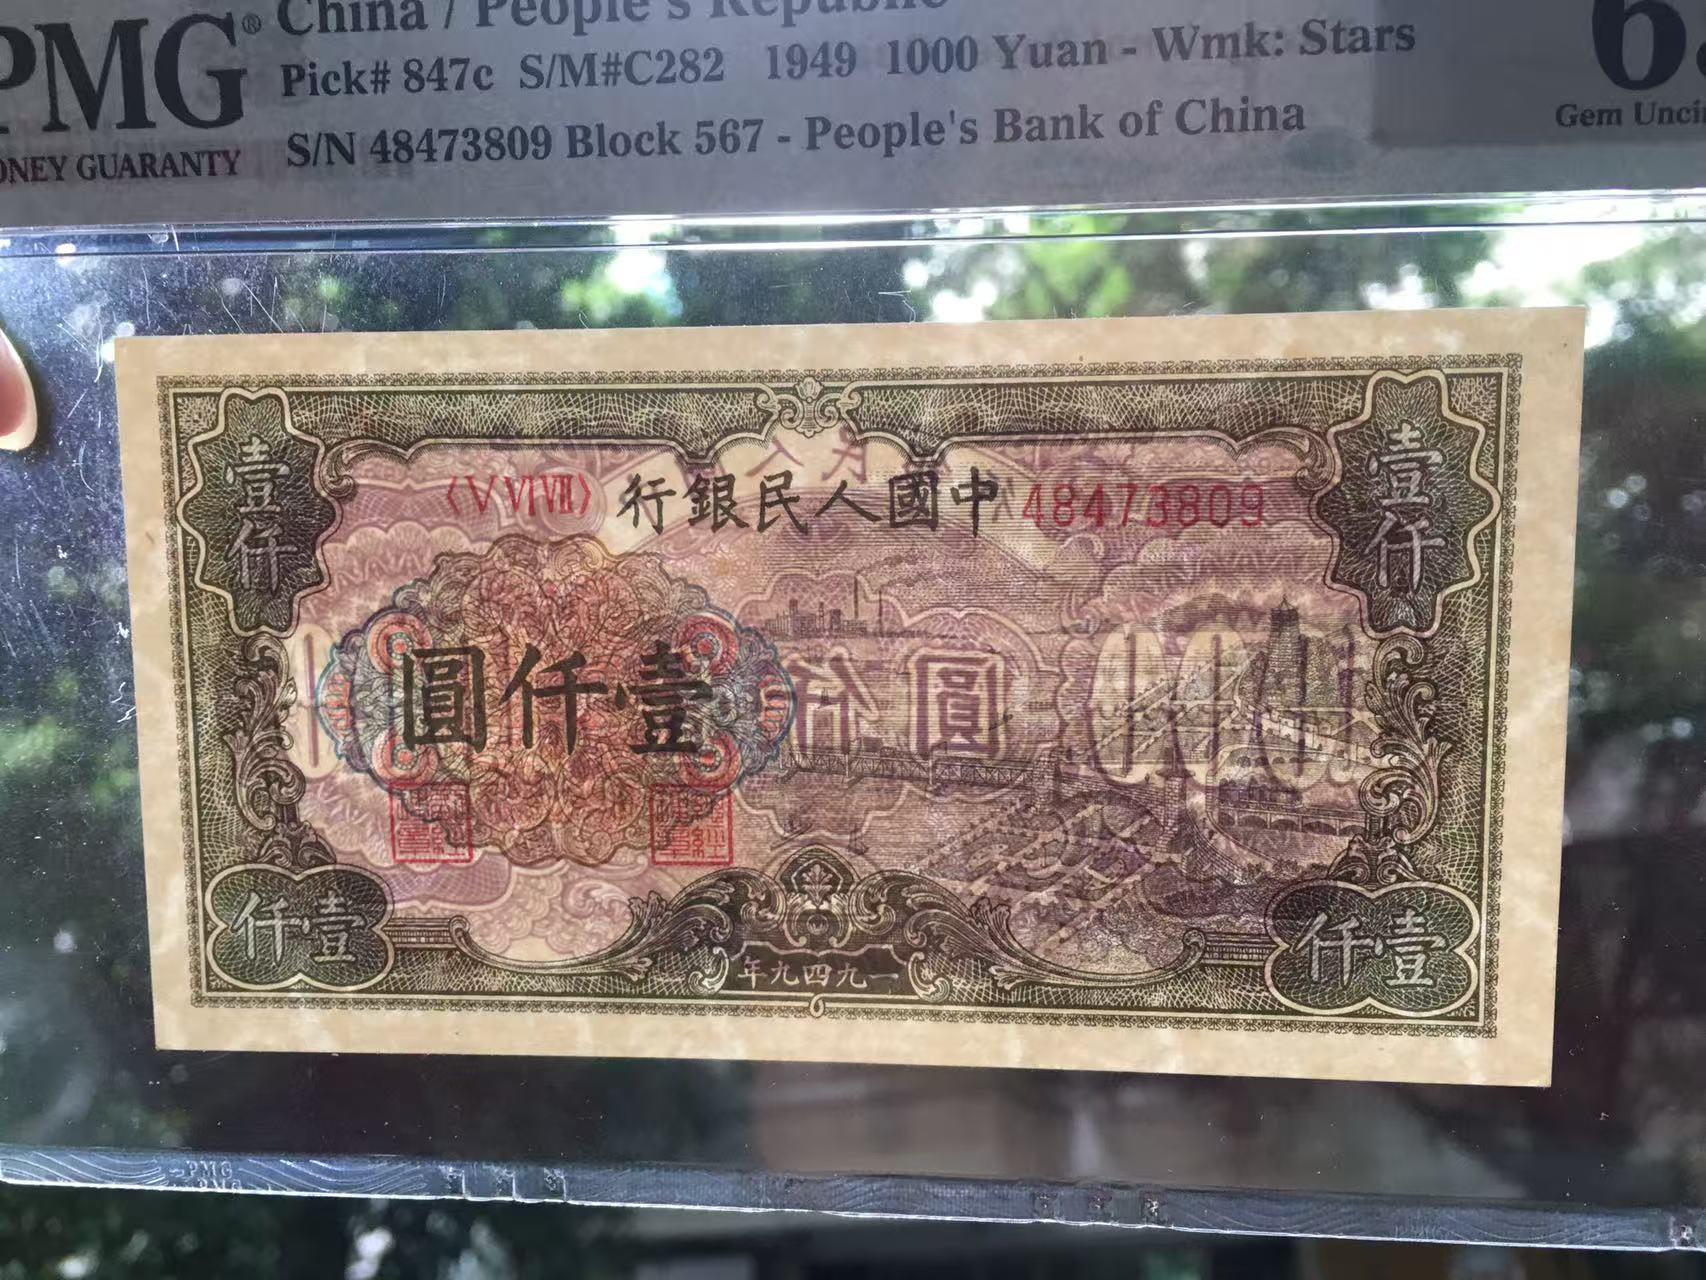 PMG®
China / People's Republic
Pick# 847c S/M#C282 1949 1000 Yuan - Wmk: Stars
S/N 48473809 Block 567 - People's Bank of China
GUARANTY
Gem
壹仟
壹仟
〈Ⅴ Ⅵ Ⅶ〉
行銀民人國中
48473809
圓仟壹
仟壹
年九四九一
仟壹
PMG